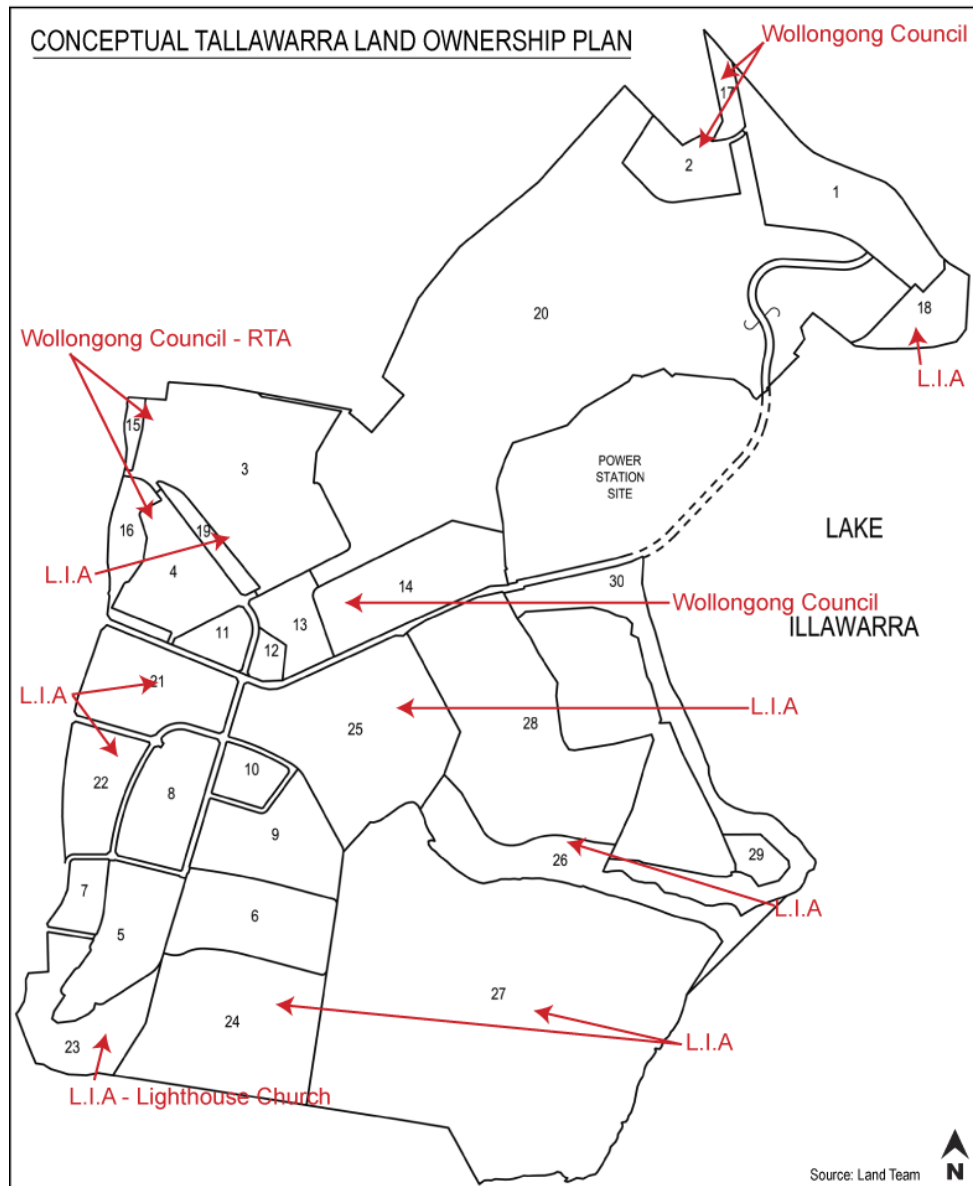 CONCEPTUAL TALLAWARRA LAND OWNERSHIP PLAN
Wollongong Council
17
2
1
20
18
L.I.A
Wollongong Council - RTA
15
3
POWER
STATION
SITE
16
19
LAKE
L.I.A
4
14
30
Wollongong Council
ILLAWARRA
11
13
12
21
L.I.A
25
28
L.I.A
22
8
10
9
26
29
L.I.A
7
5
6
27
24
23
L.I.A
L.I.A - Lighthouse Church
Source: Land Team
N